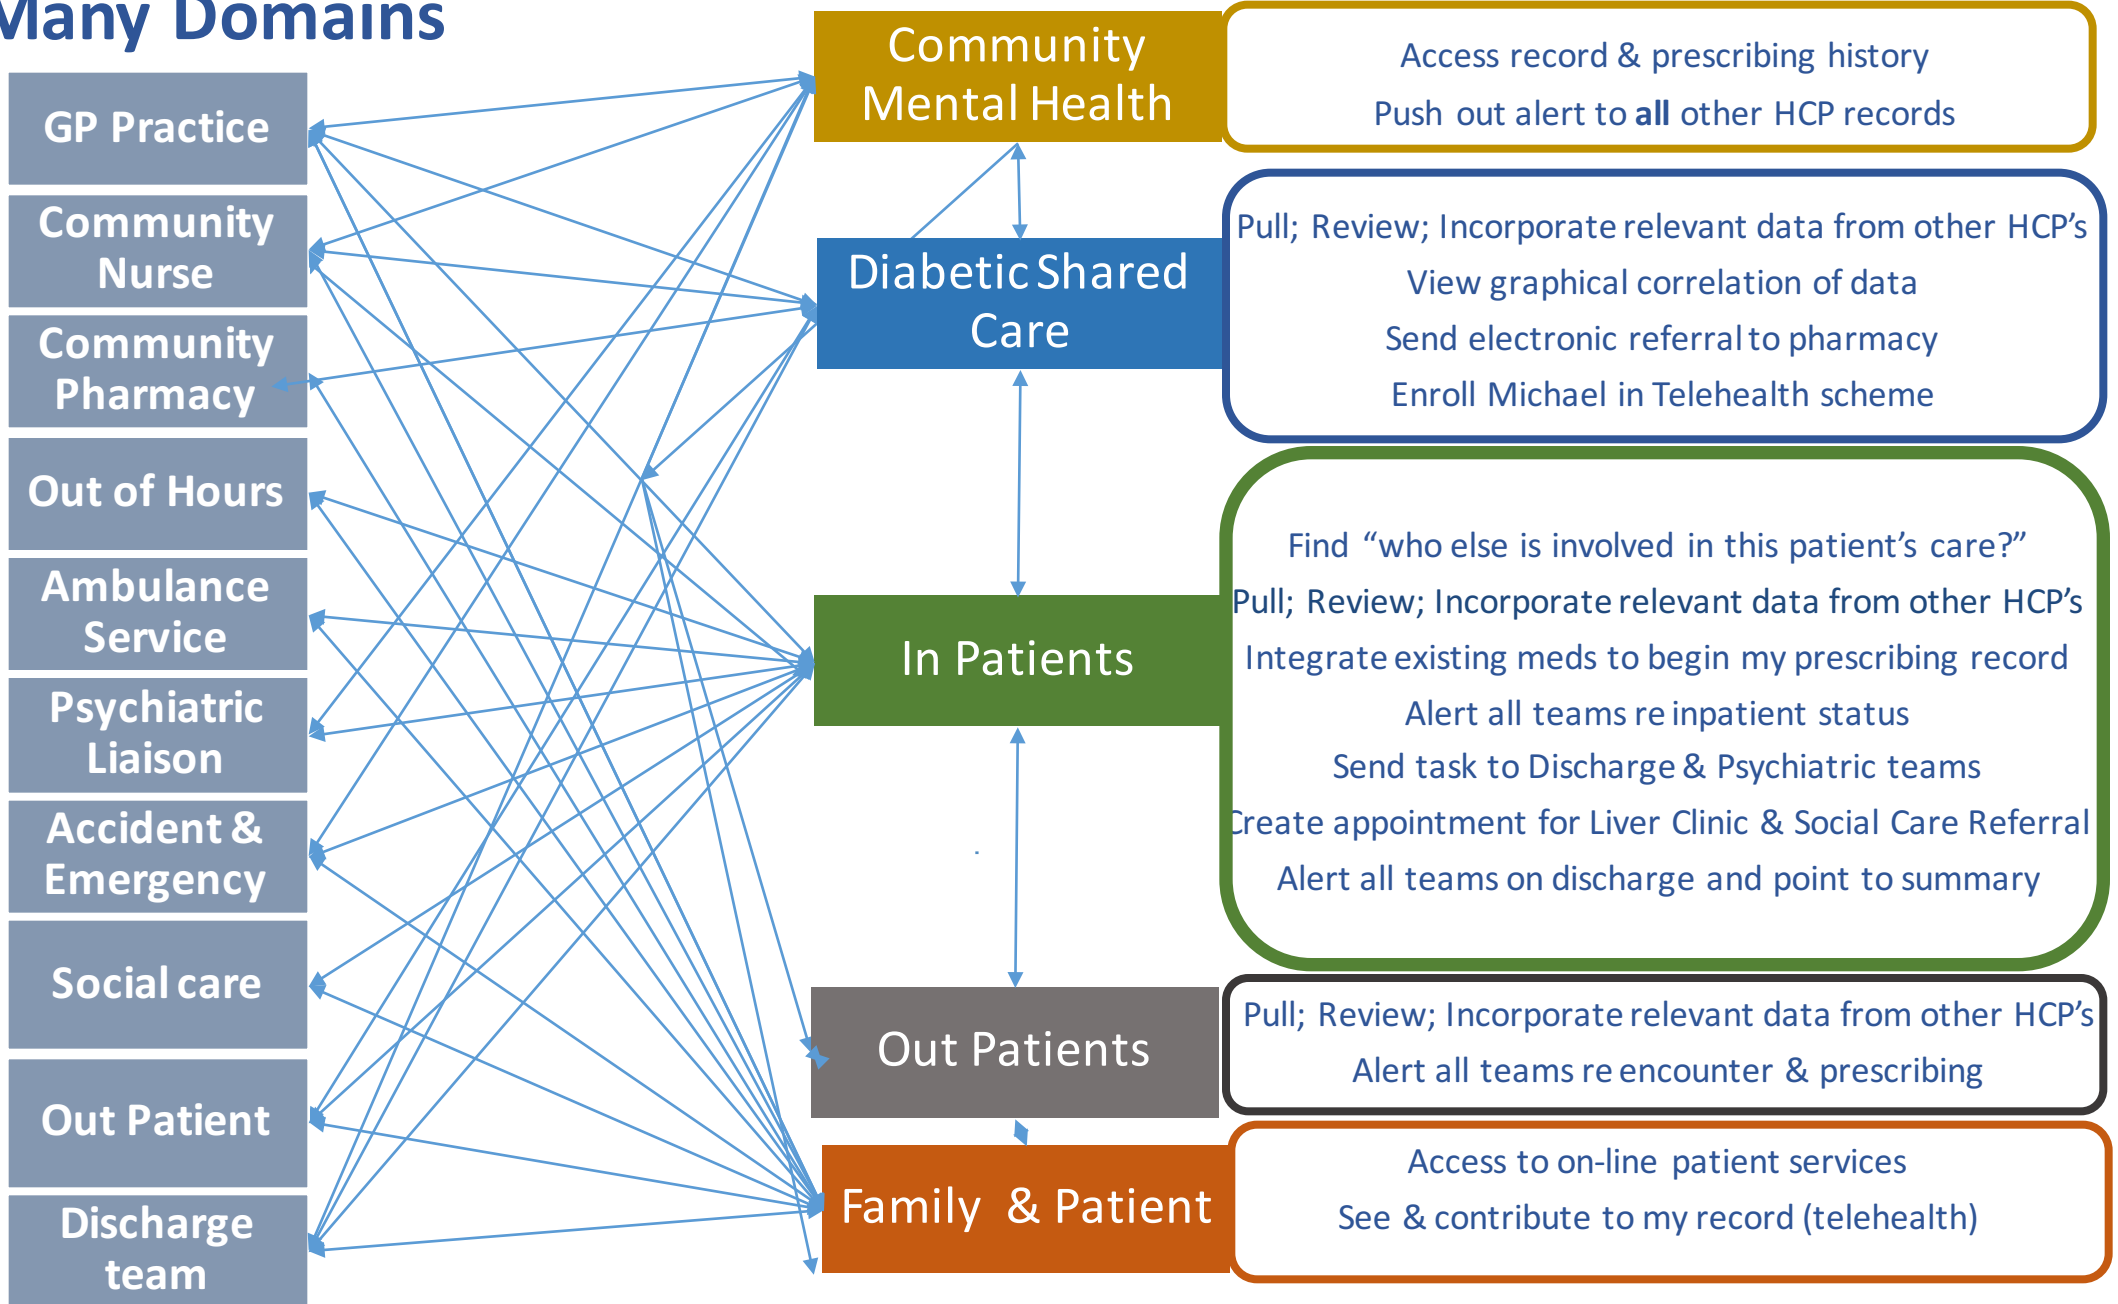 Many Domains
GP Practice
Community
Nurse
Community
Pharmacy
Out of Hours
Ambulance
Service
Psychiatric
Liaison
Accident &
Emergency
Social care
Out Patient
Discharge
team
Community
Mental Health
Access record & prescribing history
Push out alert to all other HCP records
Diabetic Shared
Care
Pull; Review; Incorporate relevant data from other HCP's
View graphical correlation of data
Send electronic referral to pharmacy
Enroll Michael in Telehealth scheme
In Patients
Find “who else is involved in this patient’s care?”
Pull; Review; Incorporate relevant data from other HCP’s
Integrate existing meds to begin my prescribing record
Alert all teams re inpatient status
Send task to Discharge & Psychiatric teams
Create appointment for Liver Clinic & Social Care Referral
Alert all teams on discharge and point to summary
Out Patients
Pull; Review; Incorporate relevant data from other HCP’s
Alert all teams re encounter & prescribing
Family & Patient
Access to on-line patient services
See & contribute to my record (telehealth)